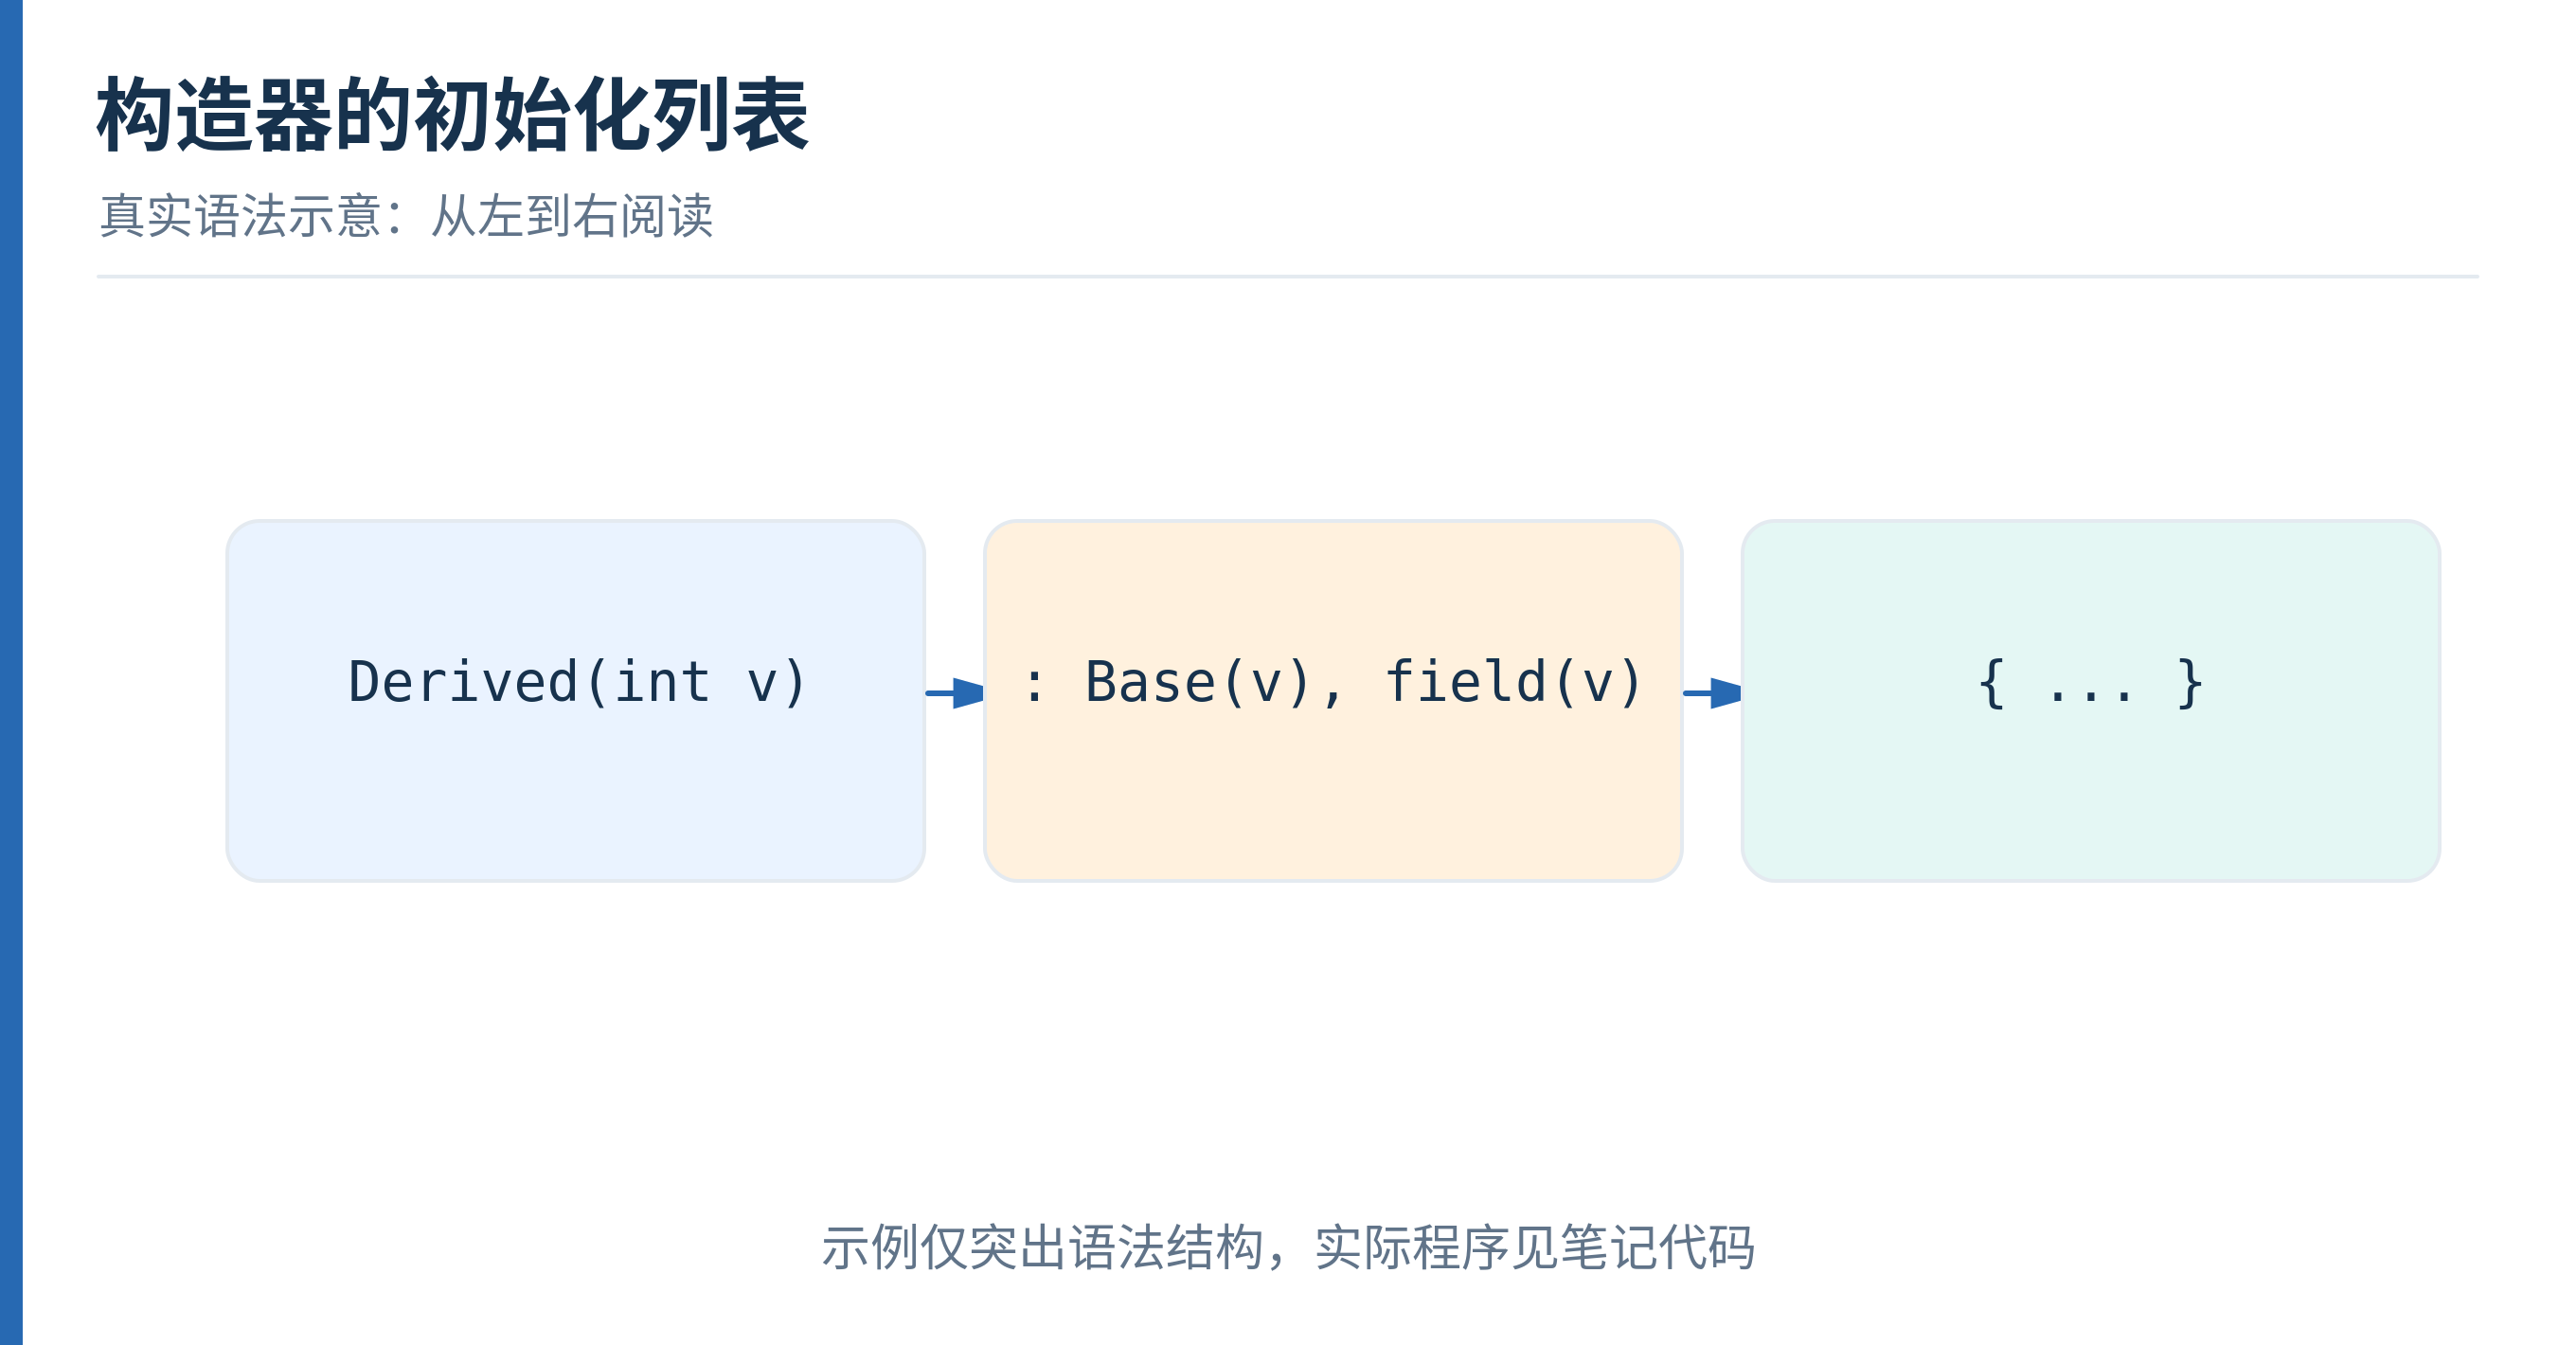 构造器的初始化列表
真实语法示意：从左到右阅读
Derived(int v)
: Base(v), field(v)
{ ... }
示例仅突出语法结构，实际程序见笔记代码